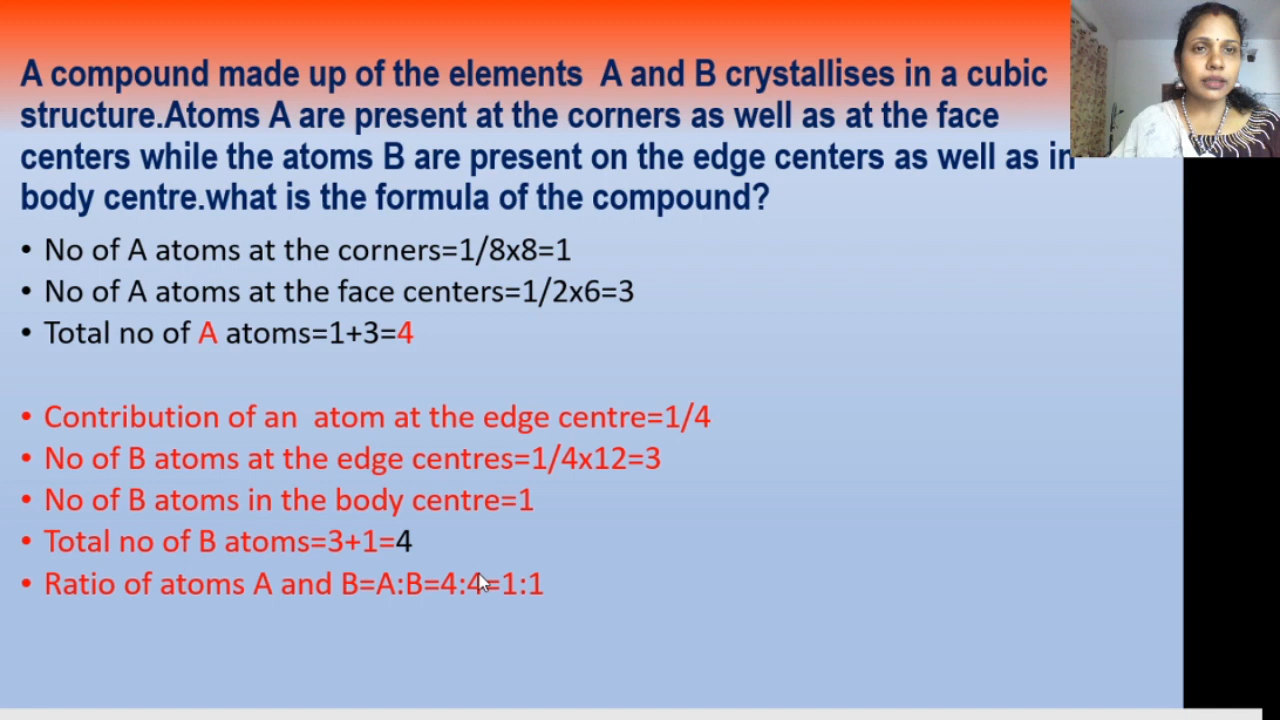 A compound made up of the elements A and B crystallises in a cubic
structure.Atoms A are present at the corners as well as at the face
centers while the atoms B are present on the edge centers as well as in
body centre.what is the formula of the compound?
• No of A atoms at the corners=1/8x8=1
• No of A atoms at the face centers=1/2x6=3
• Total no of A atoms=1+3=4
• Contribution of an atom at the edge centre=1/4
• No of B atoms at the edge centres=1/4x12=3
• No of B atoms in the body centre=1
• Total no of B atoms=3+1=4
• Ratio of atoms A and B=A:B=4:4=1:1